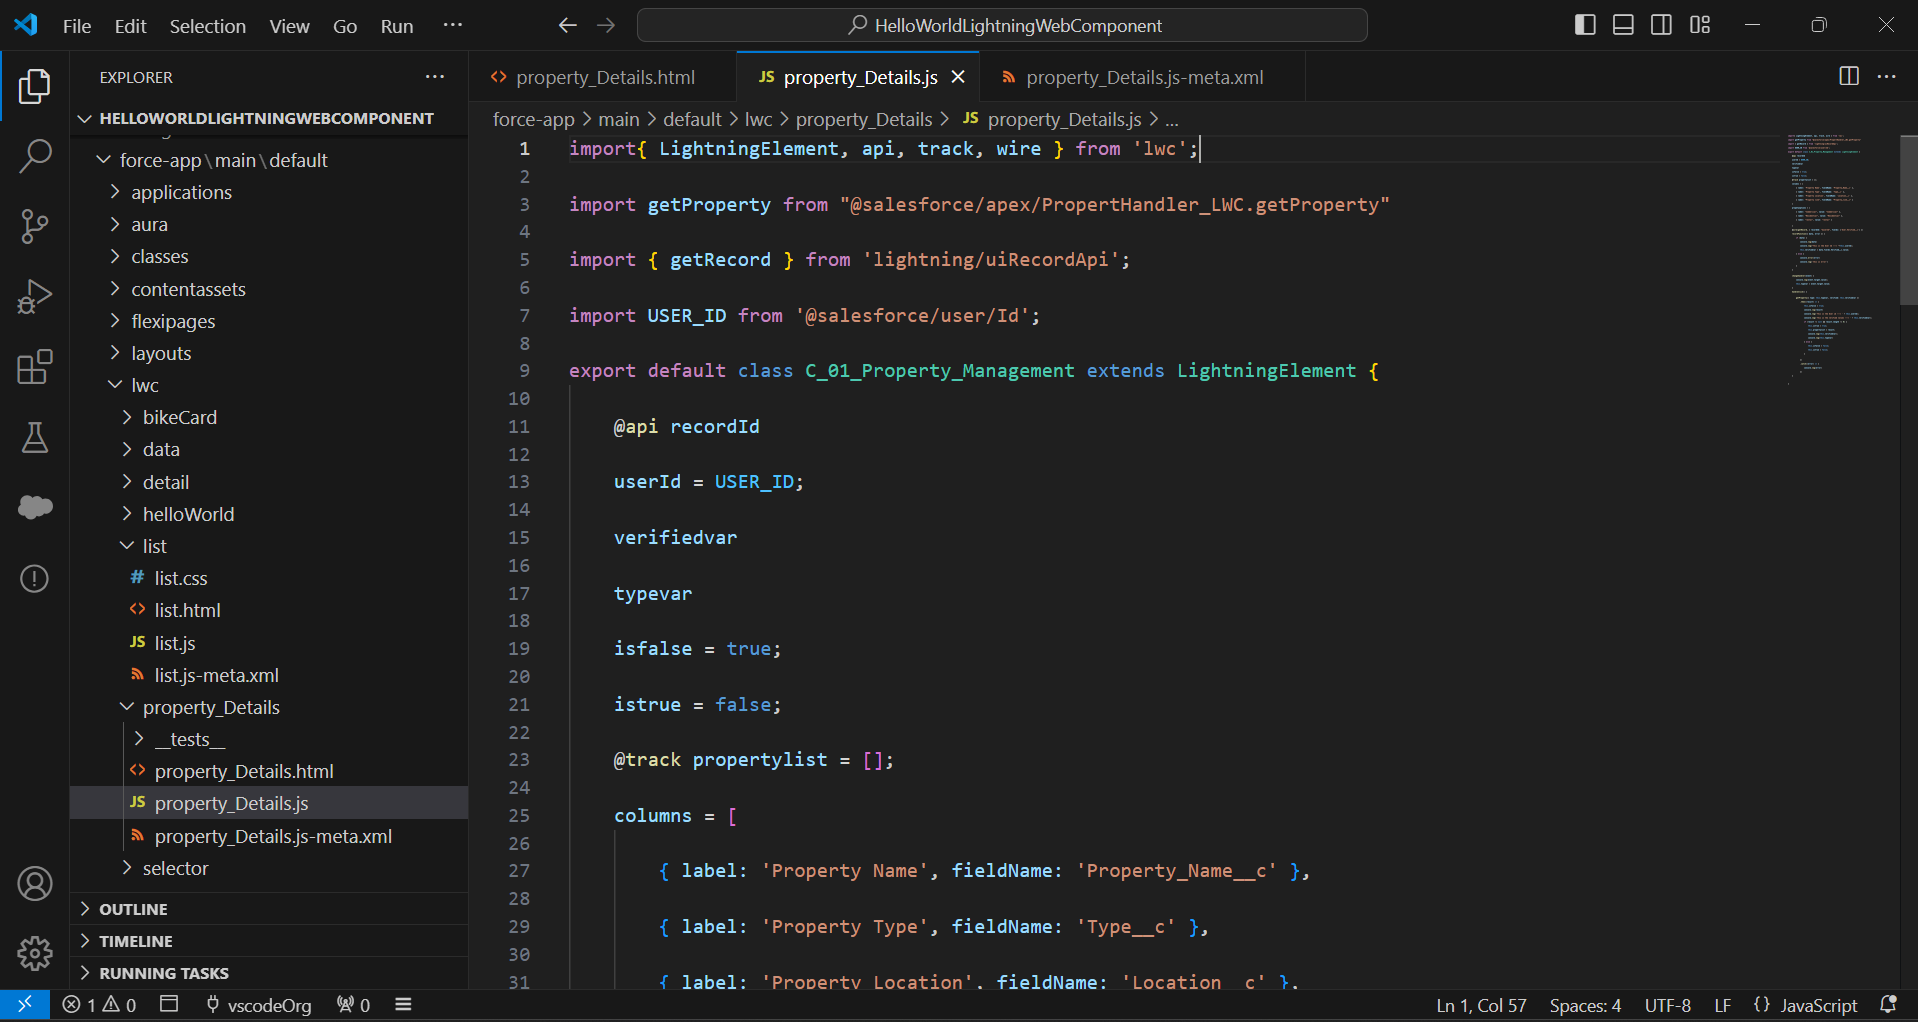 File Edit Selection View Go Run ···
HelloWorldLightningWebComponent
EXPLORER ···
HELLOWORLDLIGHTNINGWEBCOMPONENT
force-app\main\default
applications
aura
classes
contentassets
flexipages
layouts
lwc
bikeCard
data
detail
helloWorld
list
# list.css
<> list.html
JS list.js
list.js-meta.xml
property_Details
__tests__
<> property_Details.html
JS property_Details.js
property_Details.js-meta.xml
selector
OUTLINE
TIMELINE
RUNNING TASKS
<> property_Details.html JS property_Details.js property_Details.js-meta.xml
force-app > main > default > lwc > property_Details > JS property_Details.js > ...
1 import{ LightningElement, api, track, wire } from 'lwc';
2
3 import getProperty from "@salesforce/apex/PropertHandler_LWC.getProperty"
4
5 import { getRecord } from 'lightning/uiRecordApi';
6
7 import USER_ID from '@salesforce/user/Id';
8
9 export default class C_01_Property_Management extends LightningElement {
10
11 @api recordId
12
13 userId = USER_ID;
14
15 verifiedvar
16
17 typevar
18
19 isfalse = true;
20
21 istrue = false;
22
23 @track propertylist = [];
24
25 columns = [
26
27 { label: 'Property Name', fieldName: 'Property_Name__c' },
28
29 { label: 'Property Type', fieldName: 'Type__c' },
30
31 { label: 'Property Location', fieldName: 'Location__c' },
1 0 vscodeOrg 0
Ln 1, Col 57 Spaces: 4 UTF-8 LF {} JavaScript